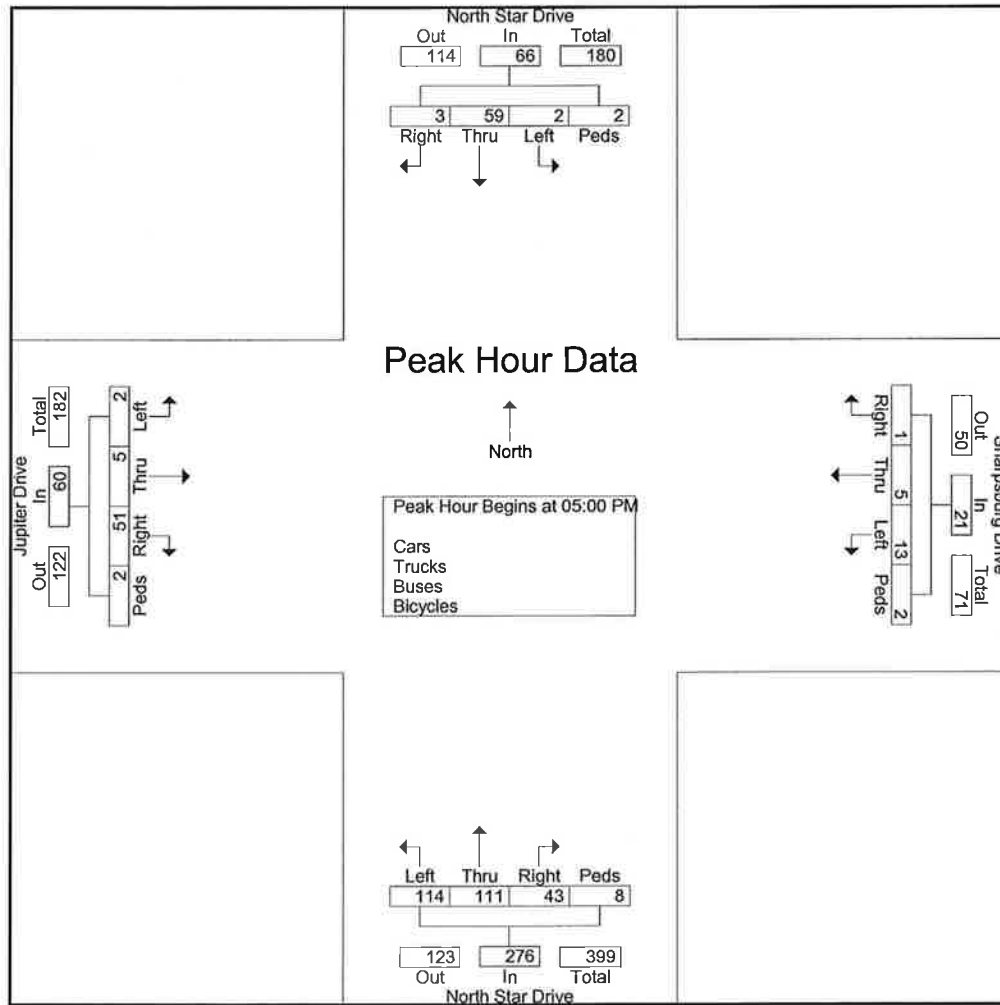 North Star Drive
Out In Total
114 66 180
3 59 2 2
Right Thru Left Peds
Peak Hour Data
North
Peak Hour Begins at 05:00 PM
Cars
Trucks
Buses
Bicycles
Jupiter Drive
Total In Out
182 60 122
2 5 51 2
Left Thru Right Peds
Right Thru Left Peds
1 5 13 2
Out In Total
50 21 71
Sharpsburg Drive
Left Thru Right Peds
114 111 43 8
123 276 399
Out In Total
North Star Drive